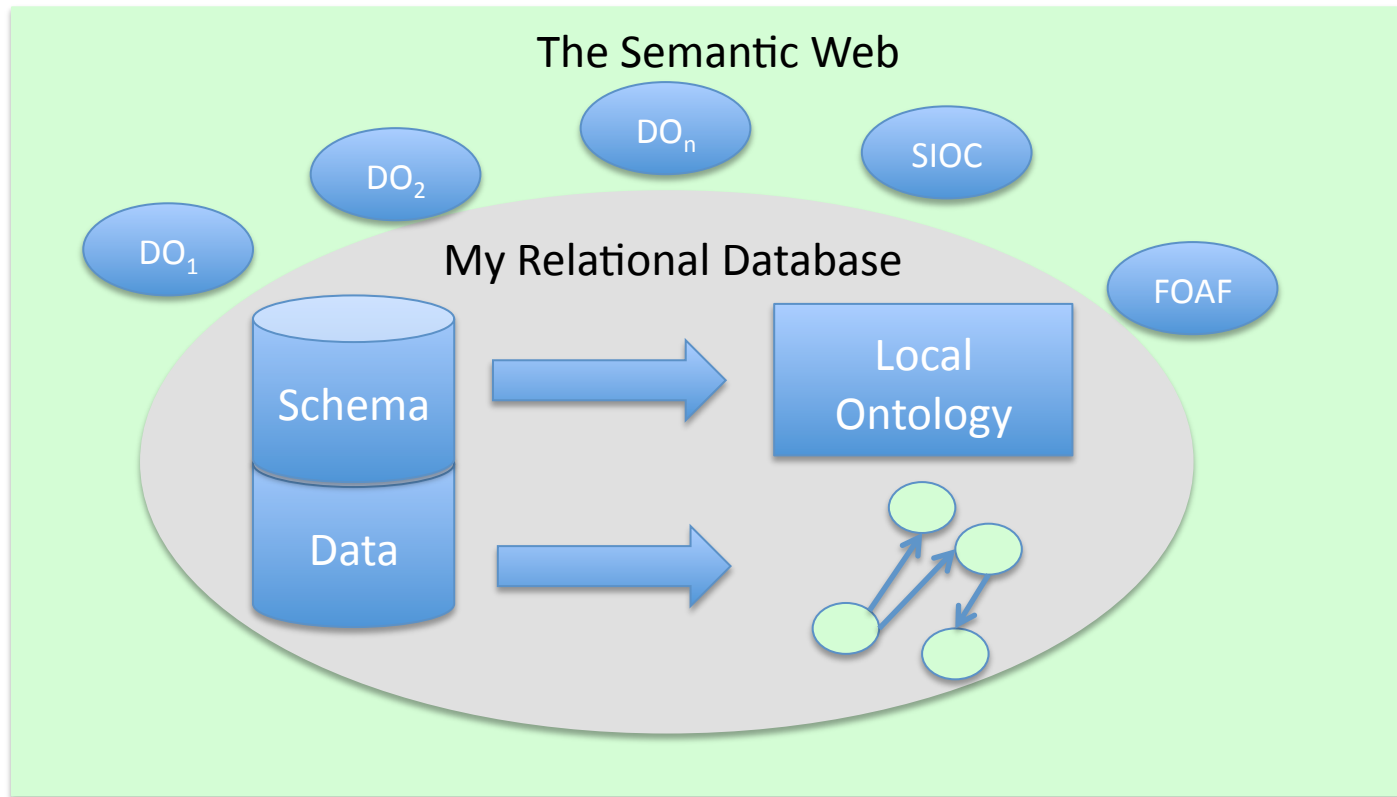 The Semantic Web
DOn
SIOC
DO2
DO1
My Relational Database
FOAF
Schema
Local
Ontology
Data